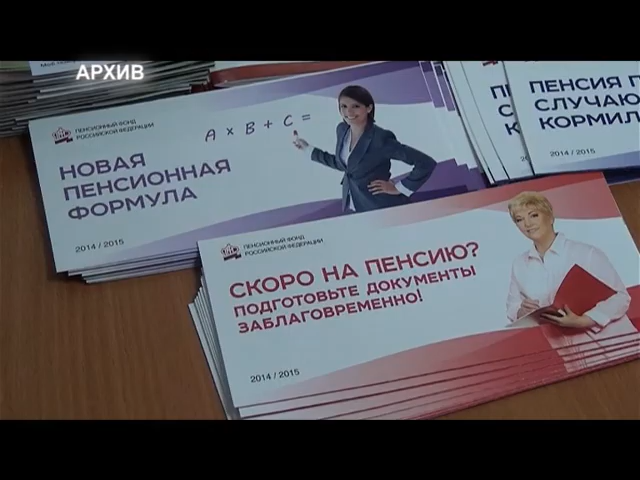 АРХИВ
ПЕНСИОННЫЙ ФОНД
РОССИЙСКОЙ ФЕДЕРАЦИИ
НОВАЯ
ПЕНСИОННАЯ
ФОРМУЛА
A × B + C =
2014 / 2015
ПЕНСИЯ П
СЛУЧАЮ
КОРМИЛ
2014 / 2015
ПЕНСИОННЫЙ ФОНД
РОССИЙСКОЙ ФЕДЕРАЦИИ
СКОРО НА ПЕНСИЮ?
ПОДГОТОВЬТЕ ДОКУМЕНТЫ
ЗАБЛАГОВРЕМЕННО!
2014 / 2015